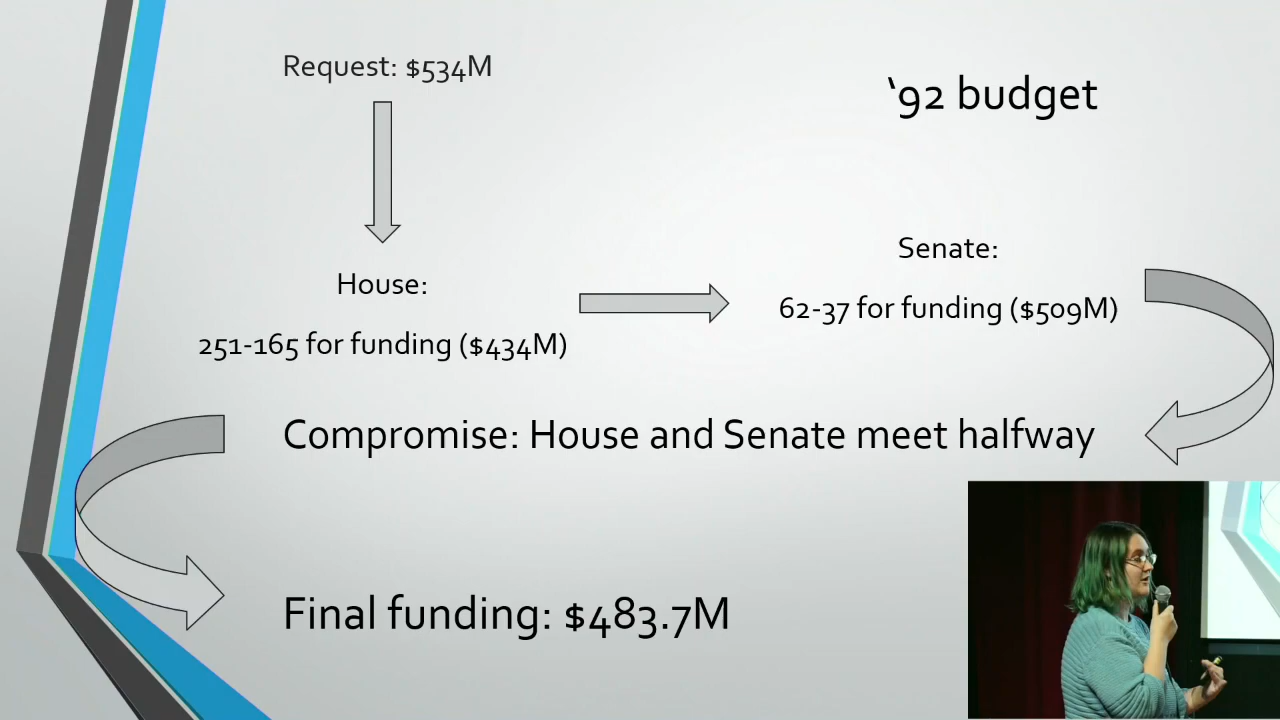 Request: $534M
‘92 budget
House:
251-165 for funding ($434M)
Senate:
62-37 for funding ($509M)
Compromise: House and Senate meet halfway
Final funding: $483.7M